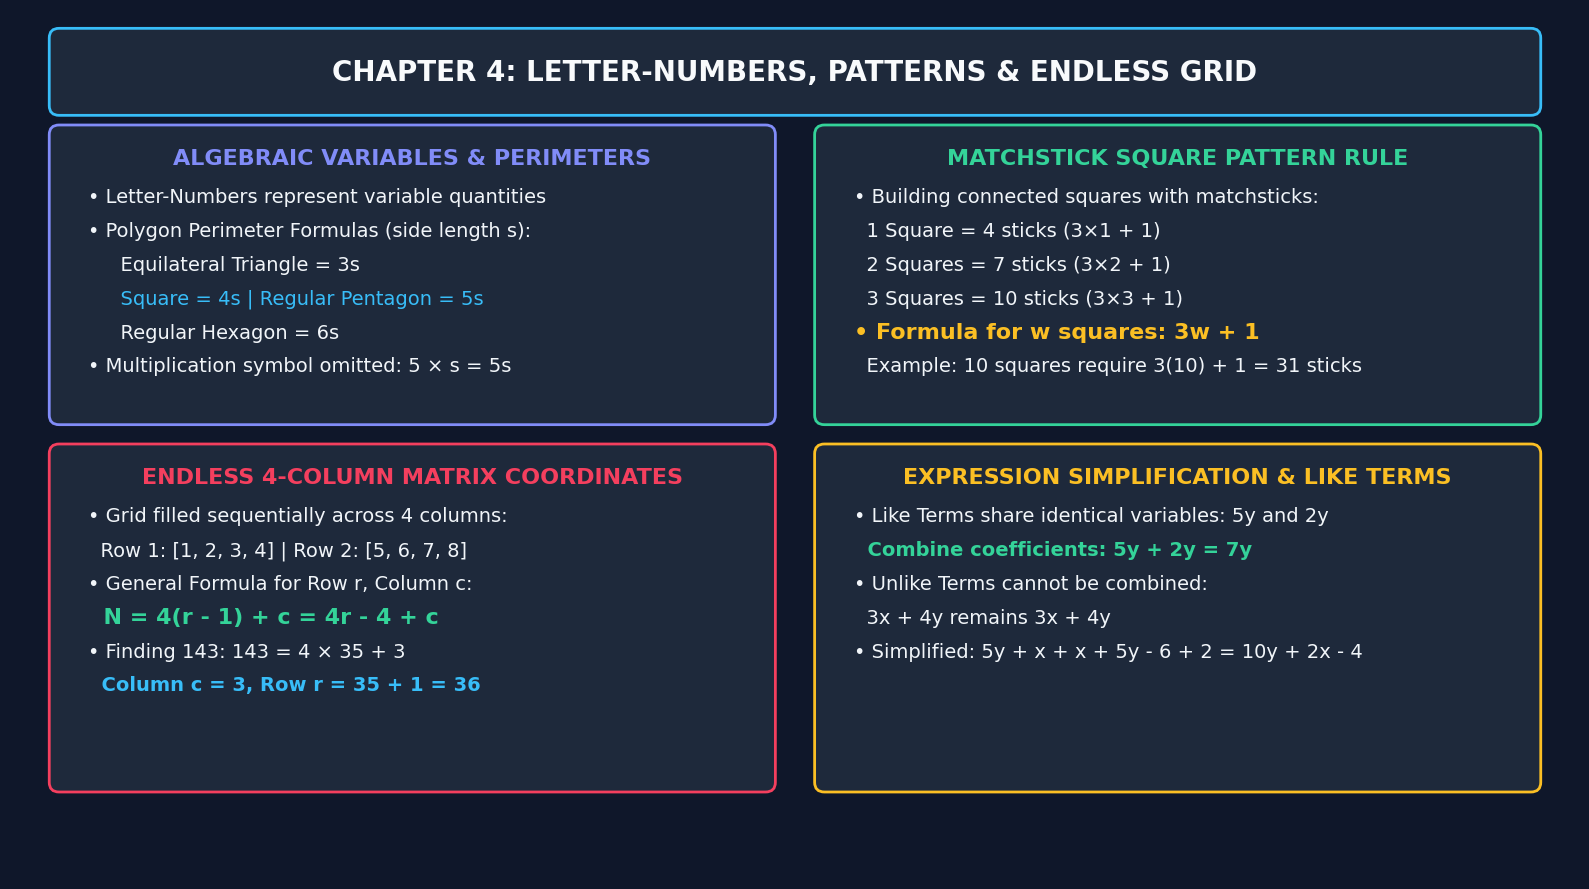 CHAPTER 4: LETTER-NUMBERS, PATTERNS & ENDLESS GRID
ALGEBRAIC VARIABLES & PERIMETERS
• Letter-Numbers represent variable quantities
• Polygon Perimeter Formulas (side length s):
Equilateral Triangle = 3s
Square = 4s | Regular Pentagon = 5s
Regular Hexagon = 6s
• Multiplication symbol omitted: 5 × s = 5s
MATCHSTICK SQUARE PATTERN RULE
• Building connected squares with matchsticks:
1 Square = 4 sticks (3×1 + 1)
2 Squares = 7 sticks (3×2 + 1)
3 Squares = 10 sticks (3×3 + 1)
• Formula for w squares: 3w + 1
Example: 10 squares require 3(10) + 1 = 31 sticks
ENDLESS 4-COLUMN MATRIX COORDINATES
• Grid filled sequentially across 4 columns:
Row 1: [1, 2, 3, 4] | Row 2: [5, 6, 7, 8]
• General Formula for Row r, Column c:
N = 4(r - 1) + c = 4r - 4 + c
• Finding 143: 143 = 4 × 35 + 3
Column c = 3, Row r = 35 + 1 = 36
EXPRESSION SIMPLIFICATION & LIKE TERMS
• Like Terms share identical variables: 5y and 2y
Combine coefficients: 5y + 2y = 7y
• Unlike Terms cannot be combined:
3x + 4y remains 3x + 4y
• Simplified: 5y + x + x + 5y - 6 + 2 = 10y + 2x - 4